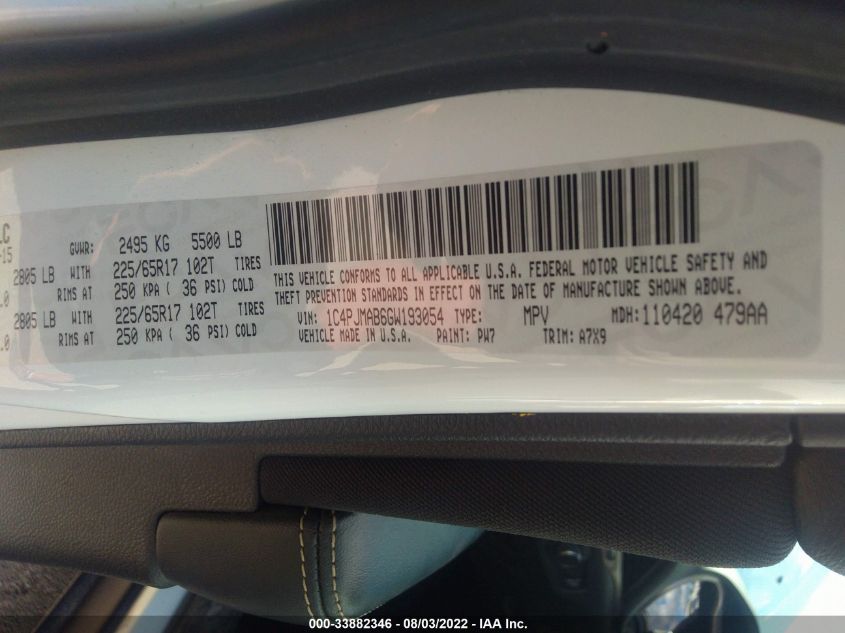 LC
-15
GVWR: 2495 KG 5500 LB
2805 LB WITH 225/65R17 102T TIRES
.0 RIMS AT 250 KPA ( 36 PSI) COLD
2805 LB WITH 225/65R17 102T TIRES
.0 RIMS AT 250 KPA ( 36 PSI) COLD
THIS VEHICLE CONFORMS TO ALL APPLICABLE U.S.A. FEDERAL MOTOR VEHICLE SAFETY AND
THEFT PREVENTION STANDARDS IN EFFECT ON THE DATE OF MANUFACTURE SHOWN ABOVE.
VIN: 1C4PJMAB6GW193054 TYPE: MPV MDH: 110420 479AA
VEHICLE MADE IN U.S.A. PAINT: PW7 TRIM: A7X9
000-33882346 - 08/03/2022 - IAA Inc.